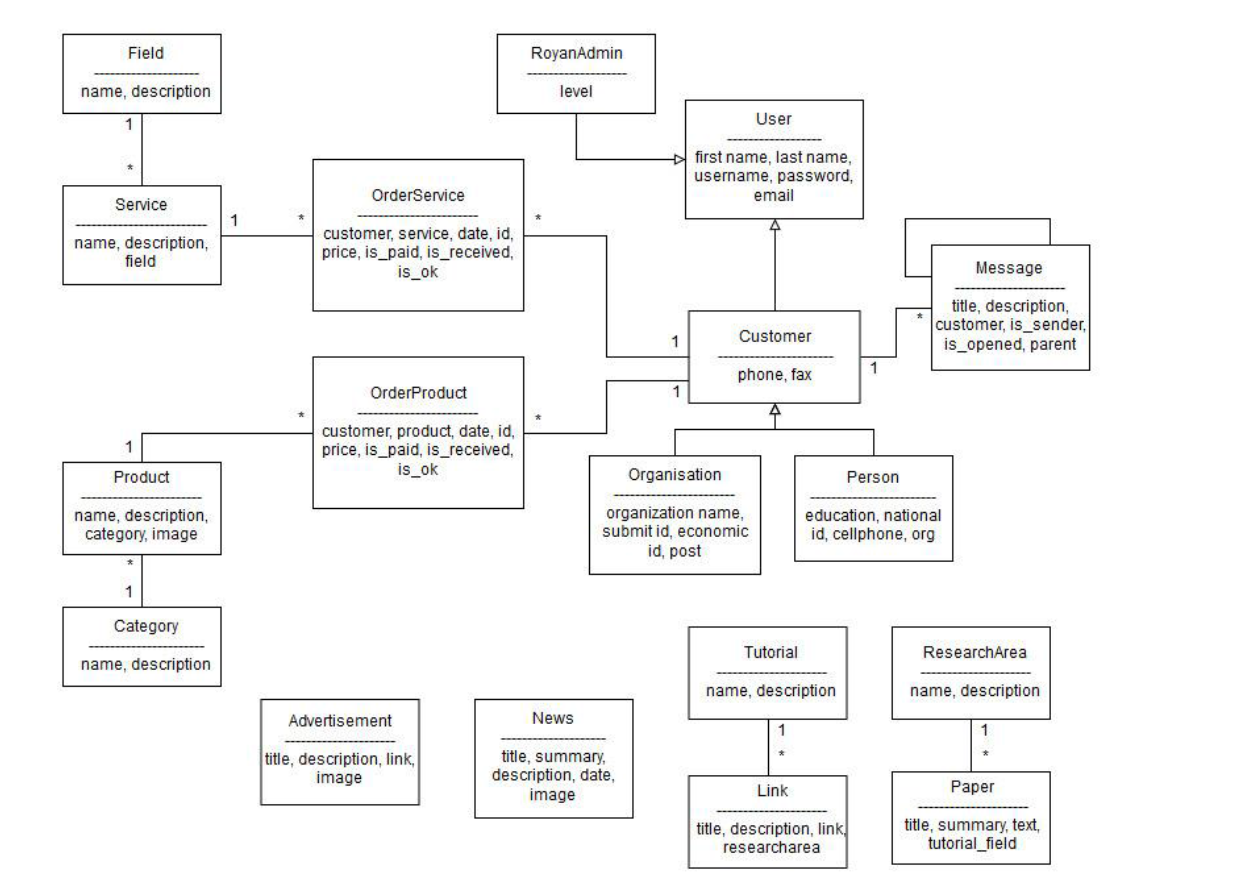 Field
--------------------
name, description
1
*
Service
-------------------------
name, description,
field
1
*
OrderService
-----------------------
customer, service, date, id,
price, is_paid, is_received,
is_ok
*
1
RoyanAdmin
-------------------
level
User
------------------
first name, last name,
username, password,
email
Message
---------------------
title, description,
customer, is_sender,
is_opened, parent
*
1
Customer
----------------------
phone, fax
1
*
OrderProduct
-----------------------
customer, product, date, id,
price, is_paid, is_received,
is_ok
*
1
Product
-----------------------
name, description,
category, image
*
1
Category
----------------------
name, description
Organisation
-----------------------
organization name,
submit id, economic
id, post
Person
------------------------
education, national
id, cellphone, org
Advertisement
---------------------
title, description, link,
image
News
--------------------
title, summary,
description, date,
image
Tutorial
---------------------
name, description
1
*
Link
---------------------
title, description, link,
researcharea
ResearchArea
---------------------
name, description
1
*
Paper
---------------------
title, summary, text,
tutorial_field